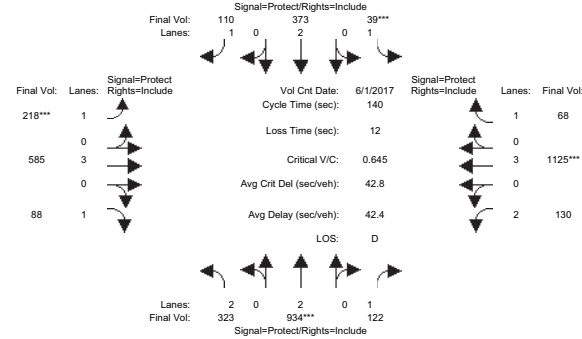 Signal=Protect/Rights=Include
Final Vol: 110 373 39***
Lanes: 1 0 2 0 1
Signal=Protect Signal=Protect
Final Vol: Lanes: Rights=Include Vol Cnt Date: 6/1/2017 Rights=Include Lanes: Final Vol:
Cycle Time (sec): 140
218*** 1 1 68
Loss Time (sec): 12
0 0
585 3 Critical V/C: 0.645 3 1125***
0 Avg Crit Del (sec/veh): 42.8 0
88 1 Avg Delay (sec/veh): 42.4 2 130
LOS: D
Lanes: 2 0 2 0 1
Final Vol: 323 934*** 122
Signal=Protect/Rights=Include